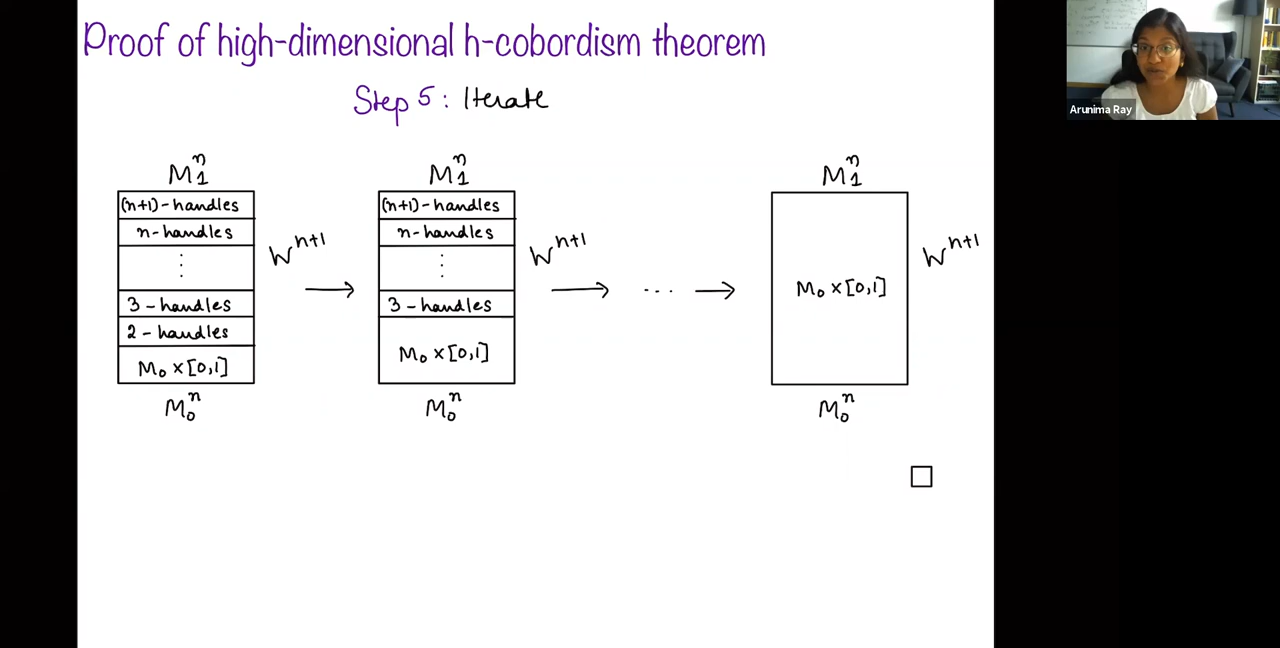 Proof of high-dimensional h-cobordism theorem
Step 5: Iterate
M₁ⁿ
(n+1)-handles
n-handles
⋮
3-handles
2-handles
M₀ x [0,1]
M₀ⁿ
Wⁿ⁺¹
→
M₁ⁿ
(n+1)-handles
n-handles
⋮
3-handles
M₀ x [0,1]
M₀ⁿ
Wⁿ⁺¹
→ ... →
M₁ⁿ
M₀ x [0,1]
M₀ⁿ
Wⁿ⁺¹
□
Arunima Ray